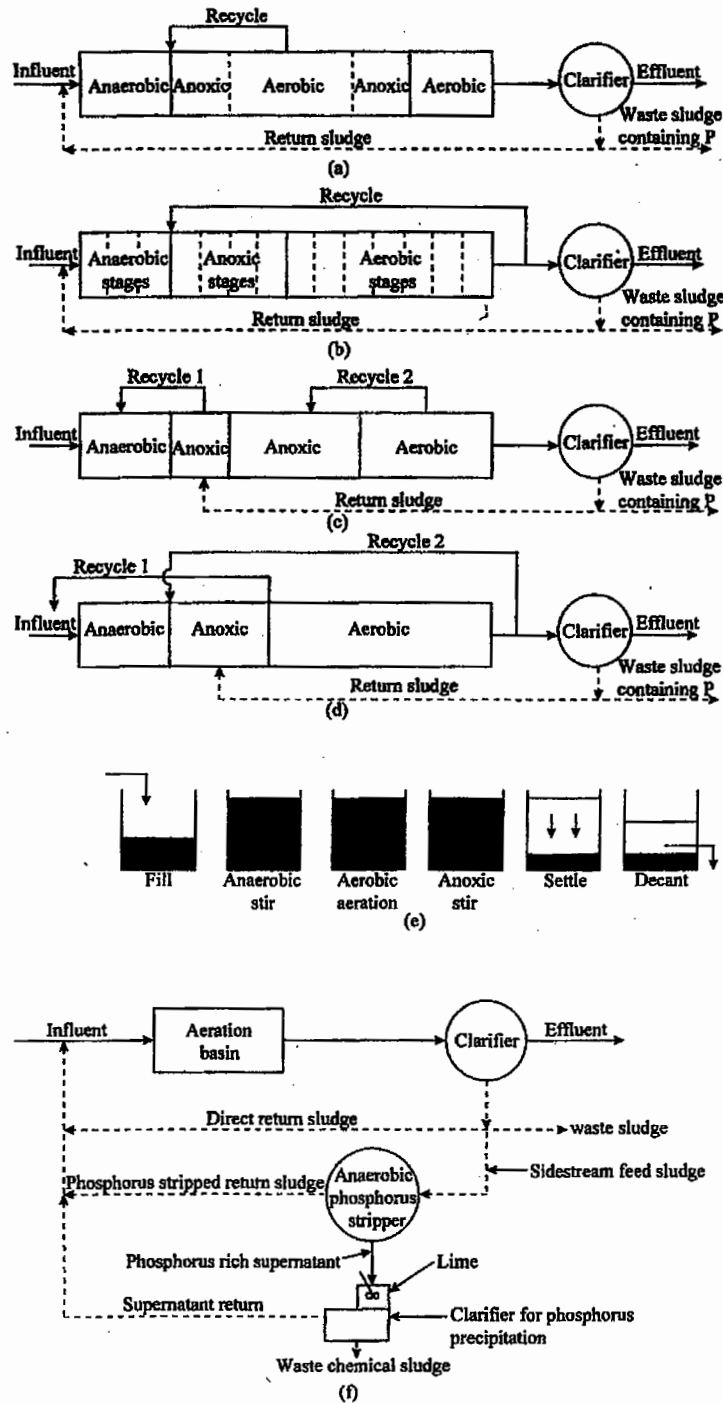 Recycle
Influent
Anaerobic
Anoxic
Aerobic
Anoxic
Aerobic
Clarifier
Effluent
Return sludge
Waste sludge
containing P
(a)
Recycle
Influent
Anaerobic
stages
Anoxic
stages
Aerobic
stages
Clarifier
Effluent
Return sludge
Waste sludge
containing P
(b)
Recycle 1
Recycle 2
Influent
Anaerobic
Anoxic
Anoxic
Aerobic
Clarifier
Effluent
Return sludge
Waste sludge
containing P
(c)
Recycle 2
Recycle 1
Influent
Anaerobic
Anoxic
Aerobic
Clarifier
Effluent
Return sludge
Waste sludge
containing P
(d)
Fill
Anaerobic
stir
Aerobic
aeration
Anoxic
stir
Settle
Decant
(e)
Influent
Aeration
basin
Clarifier
Effluent
Direct return sludge
waste sludge
Phosphorus stripped return sludge
Anaerobic
phosphorus
stripper
Sidestream feed sludge
Phosphorus rich supernatant
Lime
Supernatant return
Clarifier for phosphorus
precipitation
Waste chemical sludge
(f)